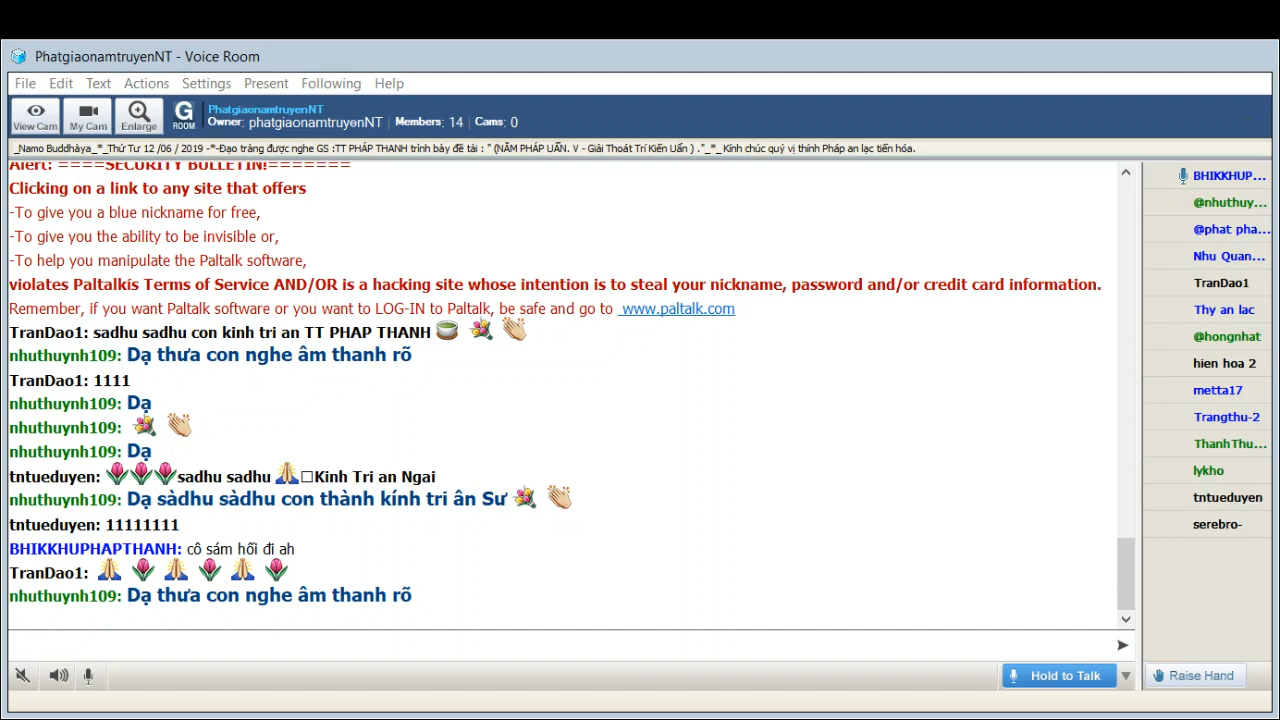 PhatgiaonamtruyenNT - Voice Room
File Edit Text Actions Settings Present Following Help
View Cam My Cam Enlarge G ROOM
PhatgiaonamtruyenNT
Owner: phatgiaonamtruyenNT Members: 14 Cams: 0
_Namo Buddhàya_*_Thứ Tư 12 /06 / 2019 -*-Đạo tràng được nghe GS :TT PHÁP THANH trình bày đề tài : " (NĂM PHÁP UẨN. V - Giải Thoát Trí Kiến Uẩn ) ."_*_ Kính chúc quý vị thính Pháp an lạc tiến hóa.
Alert: ====SECURITY BULLETIN!=======
Clicking on a link to any site that offers
-To give you a blue nickname for free,
-To give you the ability to be invisible or,
-To help you manipulate the Paltalk software,
violates Paltalkís Terms of Service AND/OR is a hacking site whose intention is to steal your nickname, password and/or credit card information.
Remember, if you want Paltalk software or you want to LOG-IN to Paltalk, be safe and go to www.paltalk.com
TranDao1: sadhu sadhu con kinh tri an TT PHAP THANH
nhuthuynh109: Dạ thưa con nghe âm thanh rõ
TranDao1: 1111
nhuthuynh109: Dạ
nhuthuynh109:
nhuthuynh109: Dạ
tntueduyen: sadhu sadhu Kinh Tri an Ngai
nhuthuynh109: Dạ sàdhu sàdhu con thành kính tri ân Sư
tntueduyen: 11111111
BHIKKHUPHAPTHANH: cô sám hối đi ah
TranDao1:
nhuthuynh109: Dạ thưa con nghe âm thanh rõ
BHIKKHUP...
@nhuthuy...
@phat pha...
Nhu Quan...
TranDao1
Thy an lac
@hongnhat
hien hoa 2
metta17
Trangthu-2
ThanhThu...
lykho
tntueduyen
serebro-
Hold to Talk
Raise Hand